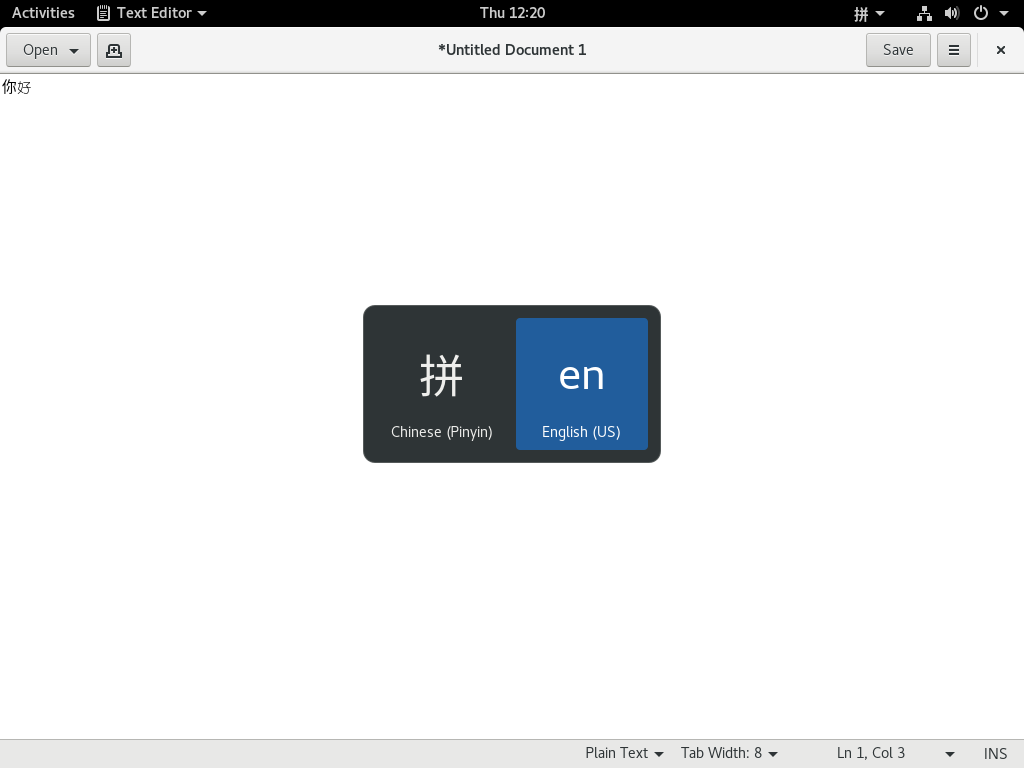 Activities Text Editor Thu 12:20 拼
Open *Untitled Document 1 Save
你好
拼 en
Chinese (Pinyin) English (US)
Plain Text Tab Width: 8 Ln 1, Col 3 INS